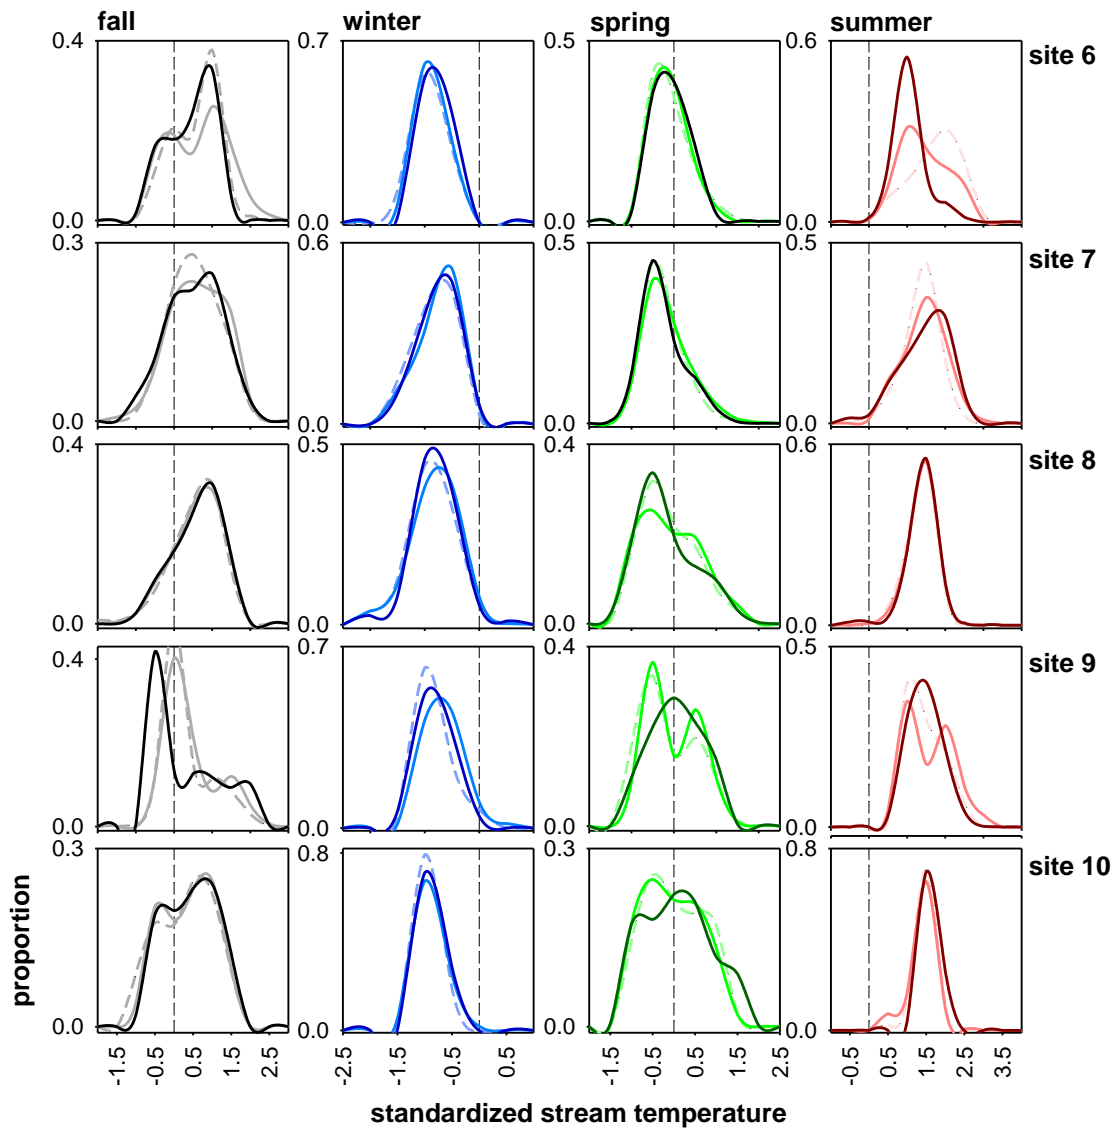 fall winter spring summer
0.4 0.7 0.5 0.6 site 6
0.0 0.0 0.0 0.0
0.3 0.6 0.5 0.5 site 7
0.0 0.0 0.0 0.0
0.4 0.5 0.4 0.6 site 8
0.0 0.0 0.0 0.0
0.4 0.7 0.4 0.5 site 9
0.0 0.0 0.0 0.0
0.3 0.8 0.3 0.8 site 10
0.0 0.0 0.0 0.0
proportion
-1.5 -0.5 0.5 1.5 2.5 -2.5 -1.5 -0.5 0.5 -1.5 -0.5 0.5 1.5 2.5 -0.5 0.5 1.5 2.5 3.5
standardized stream temperature